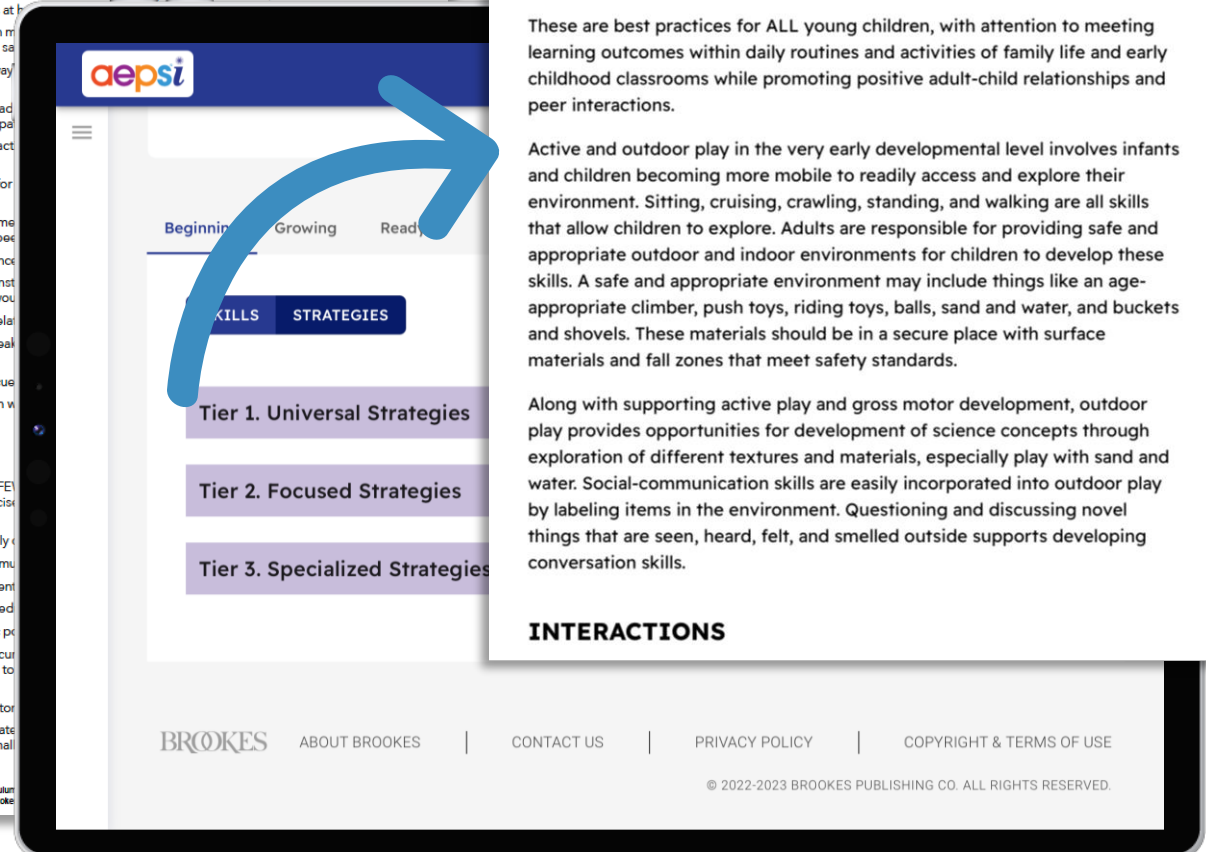 aepsi
Beginnin Growing Ready
KILLS STRATEGIES
Tier 1. Universal Strategies
Tier 2. Focused Strategies
Tier 3. Specialized Strategies
These are best practices for ALL young children, with attention to meeting
learning outcomes within daily routines and activities of family life and early
childhood classrooms while promoting positive adult-child relationships and
peer interactions.
Active and outdoor play in the very early developmental level involves infants
and children becoming more mobile to readily access and explore their
environment. Sitting, cruising, crawling, standing, and walking are all skills
that allow children to explore. Adults are responsible for providing safe and
appropriate outdoor and indoor environments for children to develop these
skills. A safe and appropriate environment may include things like an age-
appropriate climber, push toys, riding toys, balls, sand and water, and buckets
and shovels. These materials should be in a secure place with surface
materials and fall zones that meet safety standards.
Along with supporting active play and gross motor development, outdoor
play provides opportunities for development of science concepts through
exploration of different textures and materials, especially play with sand and
water. Social-communication skills are easily incorporated into outdoor play
by labeling items in the environment. Questioning and discussing novel
things that are seen, heard, felt, and smelled outside supports developing
conversation skills.
INTERACTIONS
BROOKES ABOUT BROOKES | CONTACT US | PRIVACY POLICY | COPYRIGHT & TERMS OF USE
© 2022-2023 BROOKES PUBLISHING CO. ALL RIGHTS RESERVED.